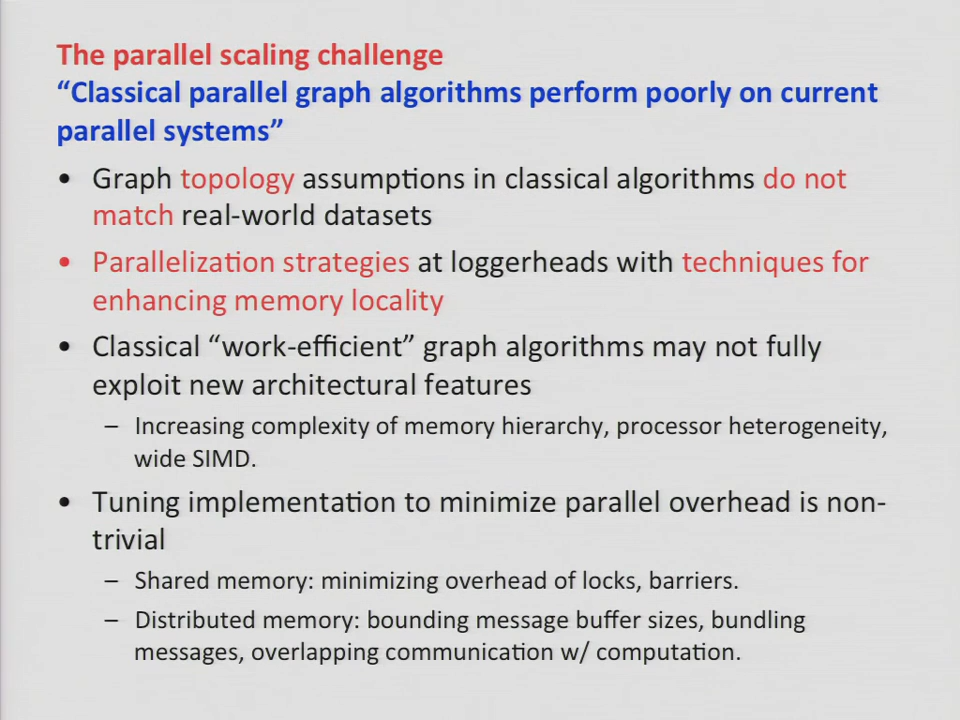 The parallel scaling challenge
“Classical parallel graph algorithms perform poorly on current
parallel systems”
• Graph topology assumptions in classical algorithms do not
match real-world datasets
• Parallelization strategies at loggerheads with techniques for
enhancing memory locality
• Classical “work-efficient” graph algorithms may not fully
exploit new architectural features
– Increasing complexity of memory hierarchy, processor heterogeneity,
wide SIMD.
• Tuning implementation to minimize parallel overhead is non-
trivial
– Shared memory: minimizing overhead of locks, barriers.
– Distributed memory: bounding message buffer sizes, bundling
messages, overlapping communication w/ computation.